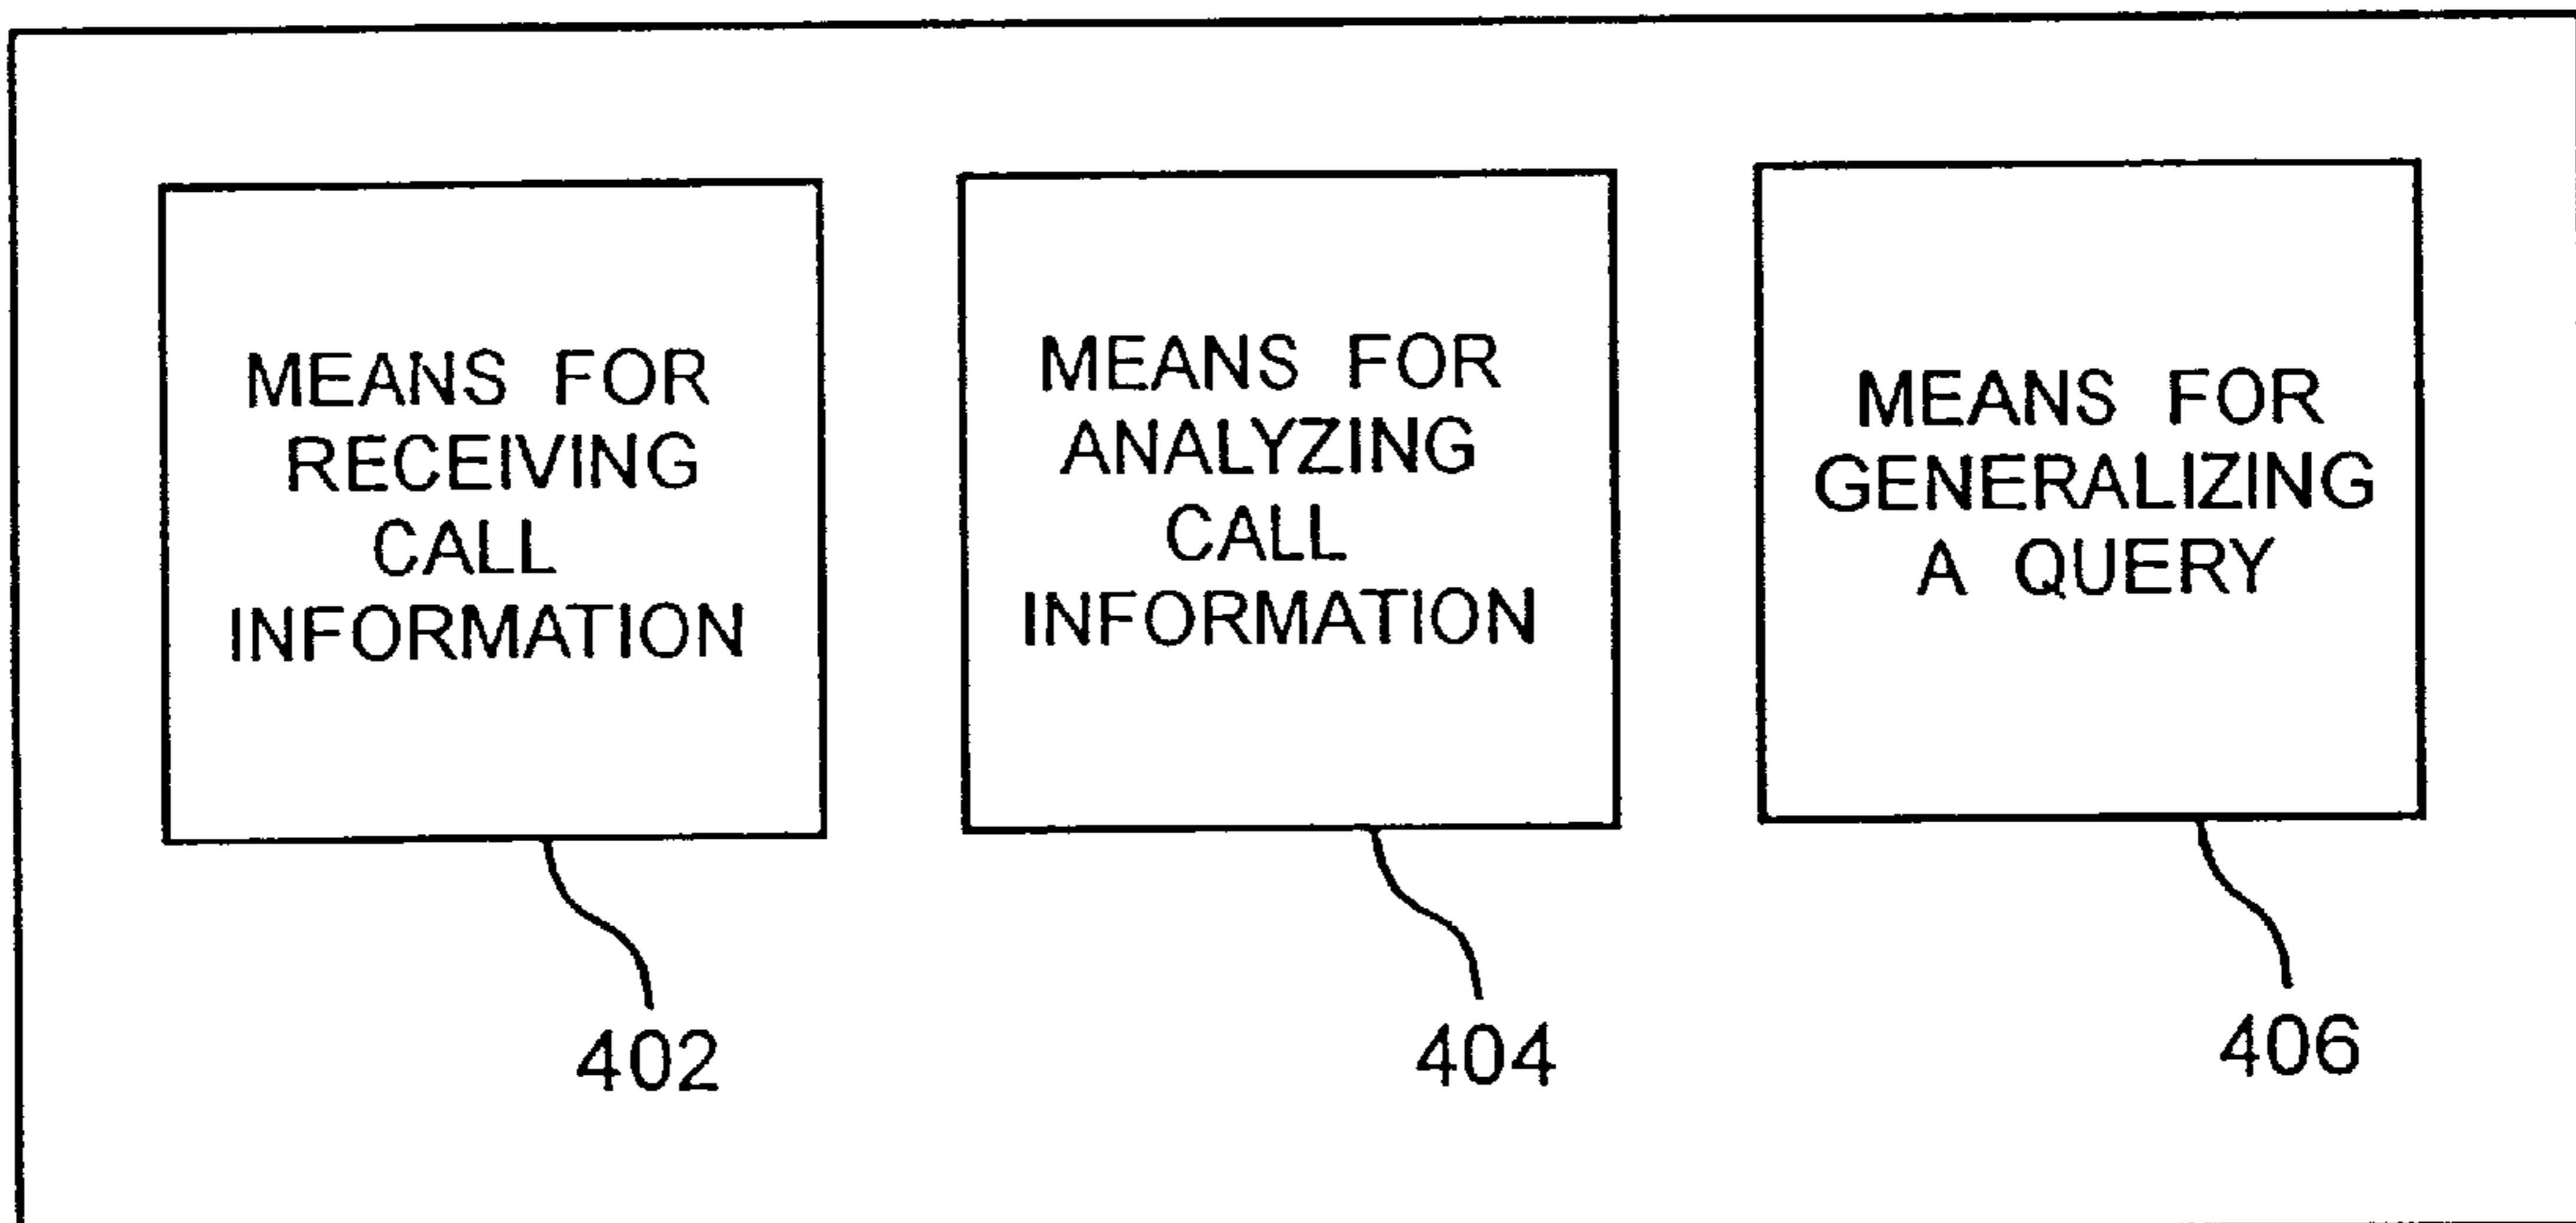 MEANS FOR
RECEIVING
CALL
INFORMATION
402
MEANS FOR
ANALYZING
CALL
INFORMATION
404
MEANS FOR
GENERALIZING
A QUERY
406